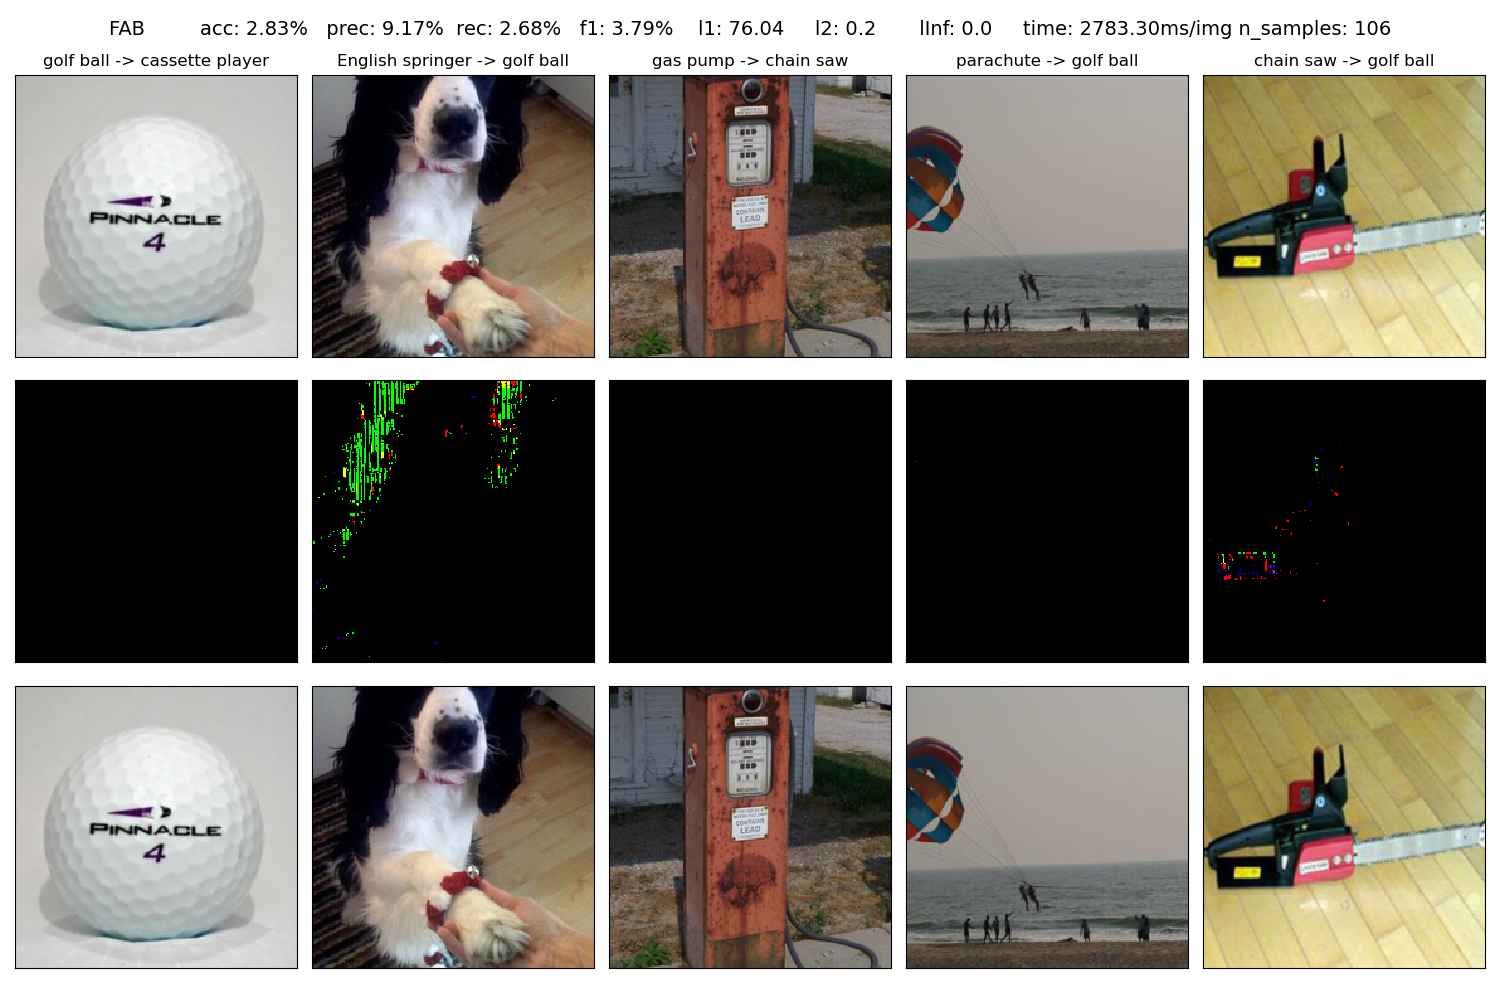 FAB acc: 2.83% prec: 9.17% rec: 2.68% f1: 3.79% l1: 76.04 l2: 0.2 lInf: 0.0 time: 2783.30ms/img n_samples: 106
golf ball -> cassette player
English springer -> golf ball
gas pump -> chain saw
parachute -> golf ball
chain saw -> golf ball
PINNACLE
4
CONTAINS
LEAD
PINNACLE
4
CONTAINS
LEAD